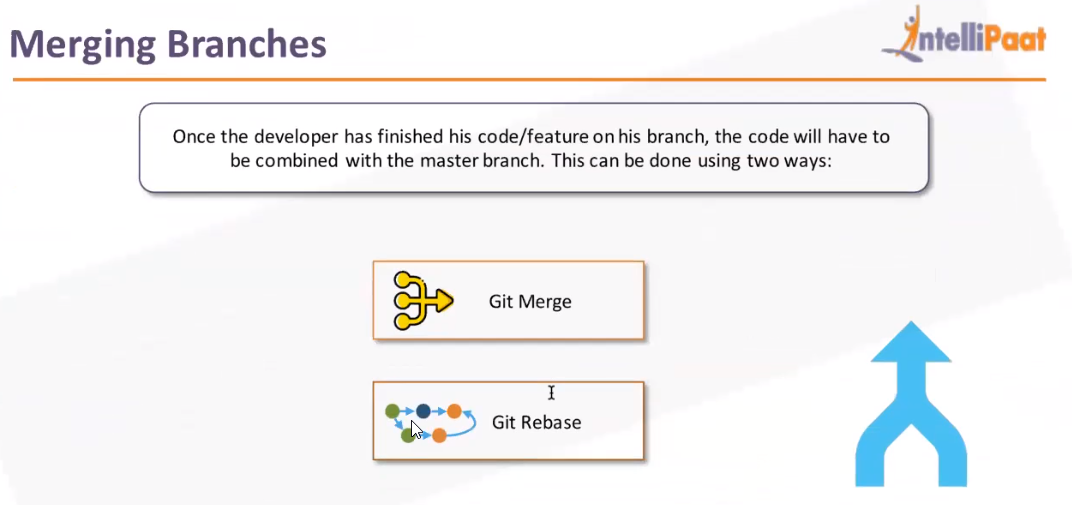 Merging Branches
IntelliPaat
Once the developer has finished his code/feature on his branch, the code will have to
be combined with the master branch. This can be done using two ways:
Git Merge
Git Rebase